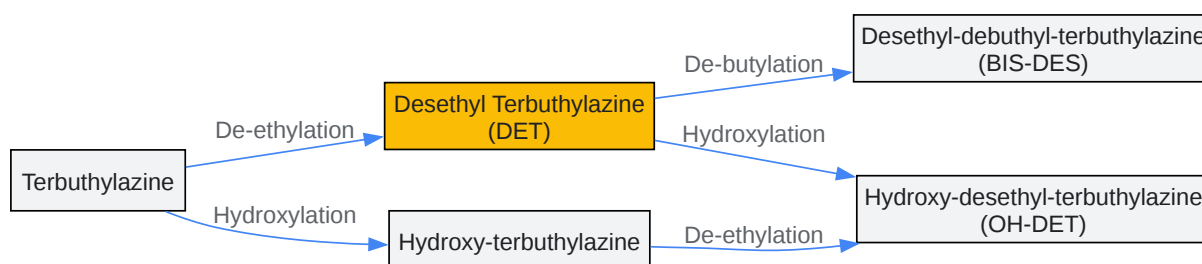 Terbuthylazine
De-ethylation
Hydroxylation
Desethyl Terbuthylazine
(DET)
Hydroxy-terbuthylazine
De-butylation
Hydroxylation
De-ethylation
Desethyl-debuthyl-terbuthylazine
(BIS-DES)
Hydroxy-desethyl-terbuthylazine
(OH-DET)